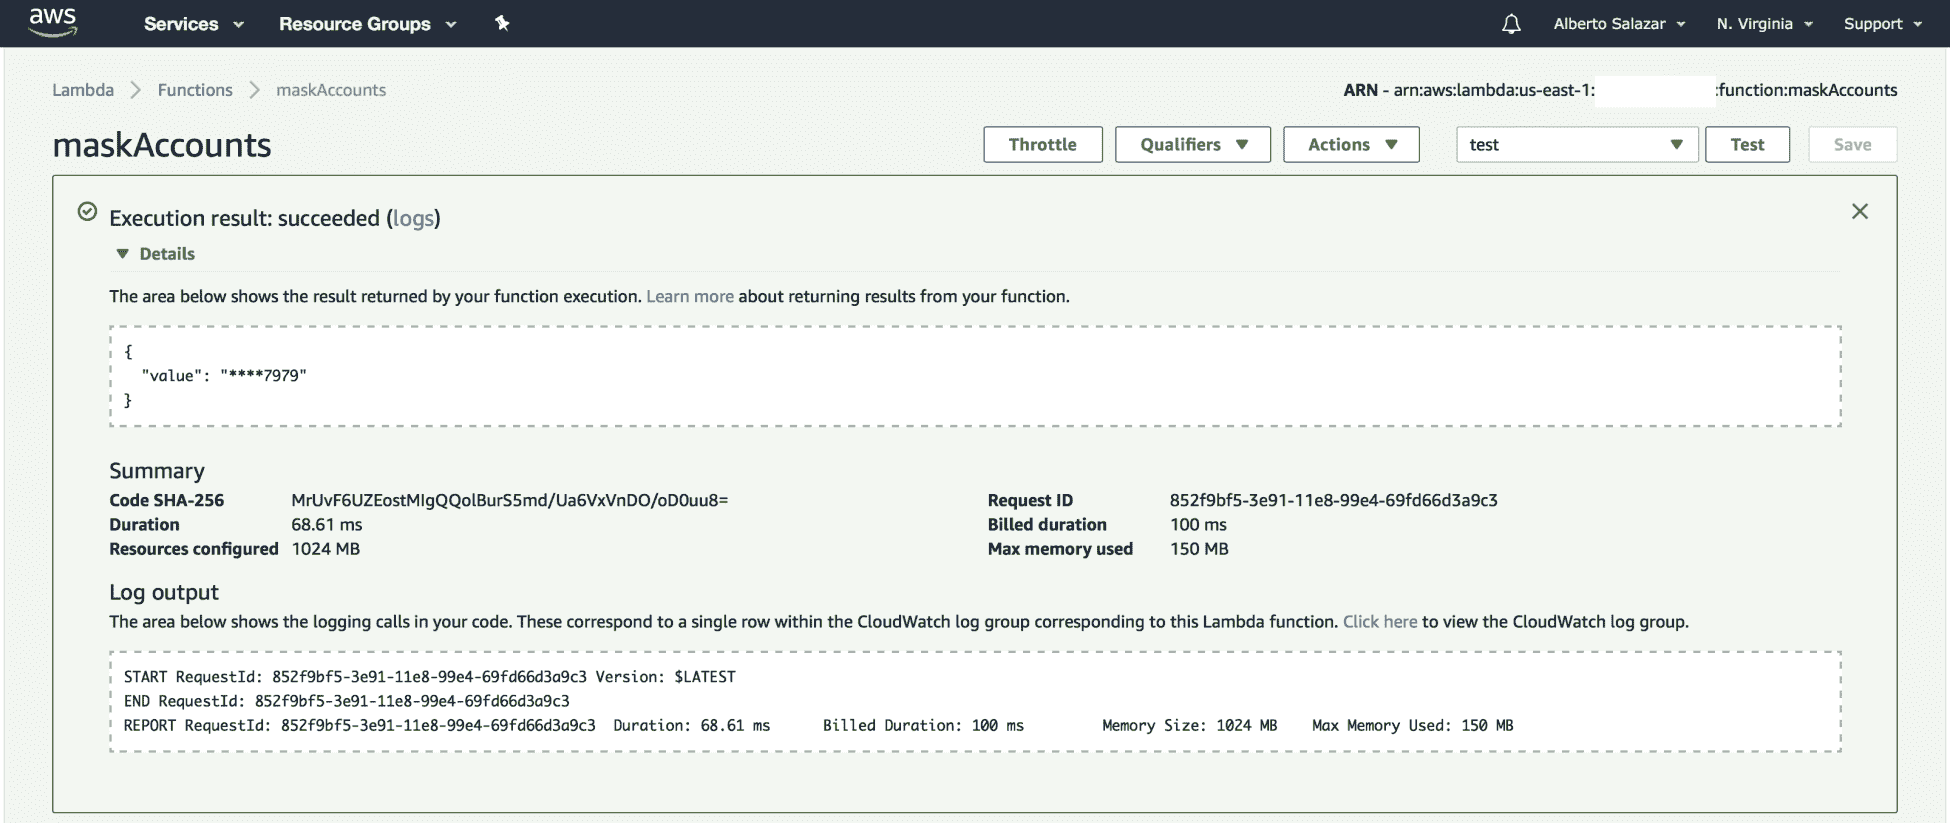 aws Services Resource Groups Alberto Salazar N. Virginia Support
Lambda Functions maskAccounts ARN - arn:aws:lambda:us-east-1: :function:maskAccounts
maskAccounts Throttle Qualifiers Actions test Test Save
Execution result: succeeded (logs)
Details
The area below shows the result returned by your function execution. Learn more about returning results from your function.
{
"value": "****7979"
}
Summary
Code SHA-256 MrUvF6UZEostMIgQQolBurS5md/Ua6VxVnDO/oD0uu8= Request ID 852f9bf5-3e91-11e8-99e4-69fd66d3a9c3
Duration 68.61 ms Billed duration 100 ms
Resources configured 1024 MB Max memory used 150 MB
Log output
The area below shows the logging calls in your code. These correspond to a single row within the CloudWatch log group corresponding to this Lambda function. Click here to view the CloudWatch log group.
START RequestId: 852f9bf5-3e91-11e8-99e4-69fd66d3a9c3 Version: $LATEST
END RequestId: 852f9bf5-3e91-11e8-99e4-69fd66d3a9c3
REPORT RequestId: 852f9bf5-3e91-11e8-99e4-69fd66d3a9c3 Duration: 68.61 ms Billed Duration: 100 ms Memory Size: 1024 MB Max Memory Used: 150 MB